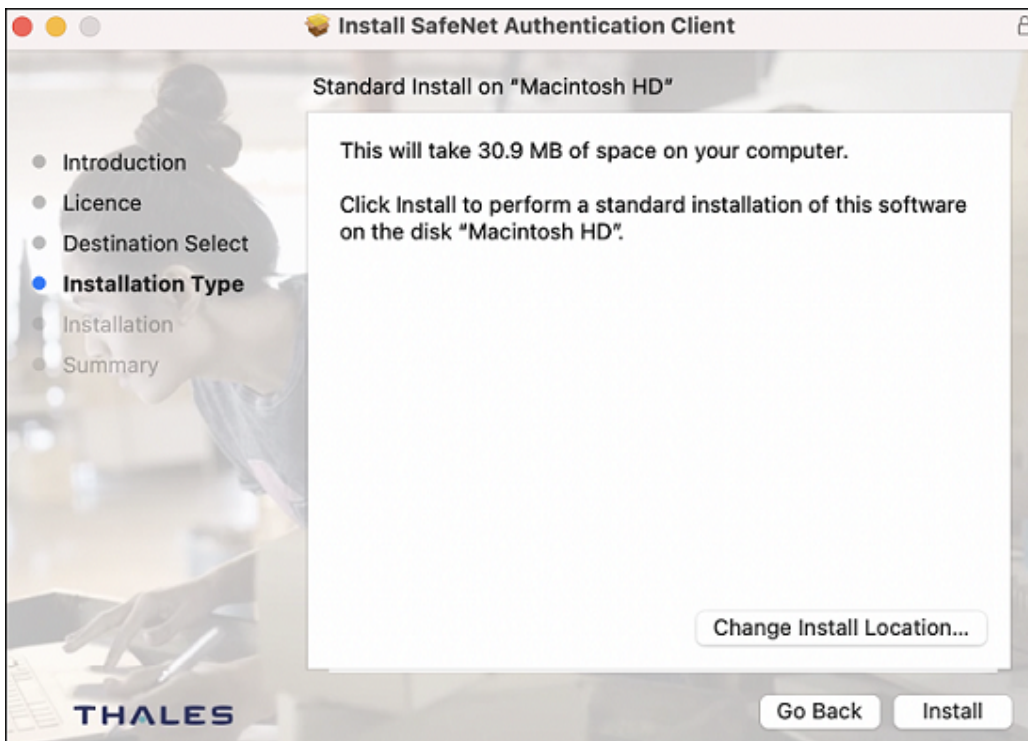 Install SafeNet Authentication Client
Standard Install on “Macintosh HD”
Introduction
Licence
Destination Select
Installation Type
Installation
Summary
This will take 30.9 MB of space on your computer.
Click Install to perform a standard installation of this software
on the disk “Macintosh HD”.
Change Install Location...
THALES
Go Back
Install